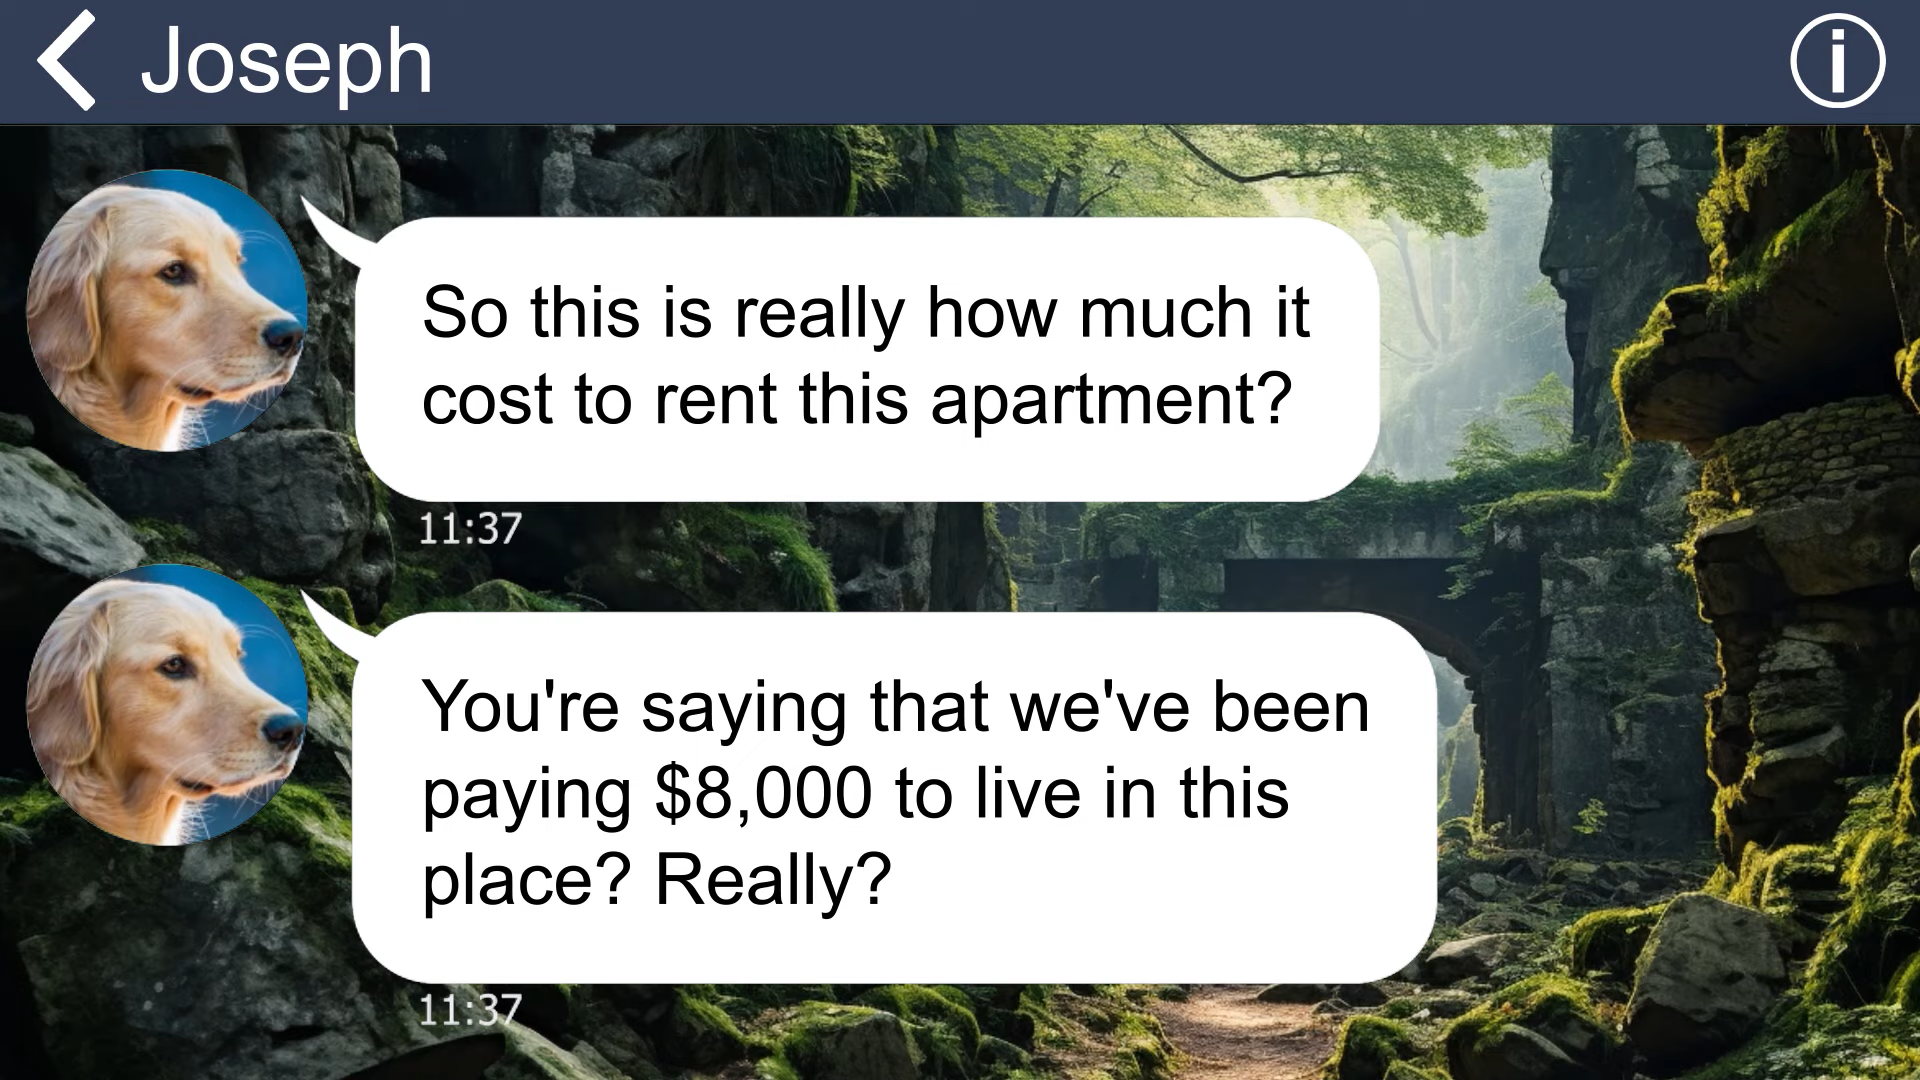 Joseph
So this is really how much it
cost to rent this apartment?
11:37
You're saying that we've been
paying $8,000 to live in this
place? Really?
11:37